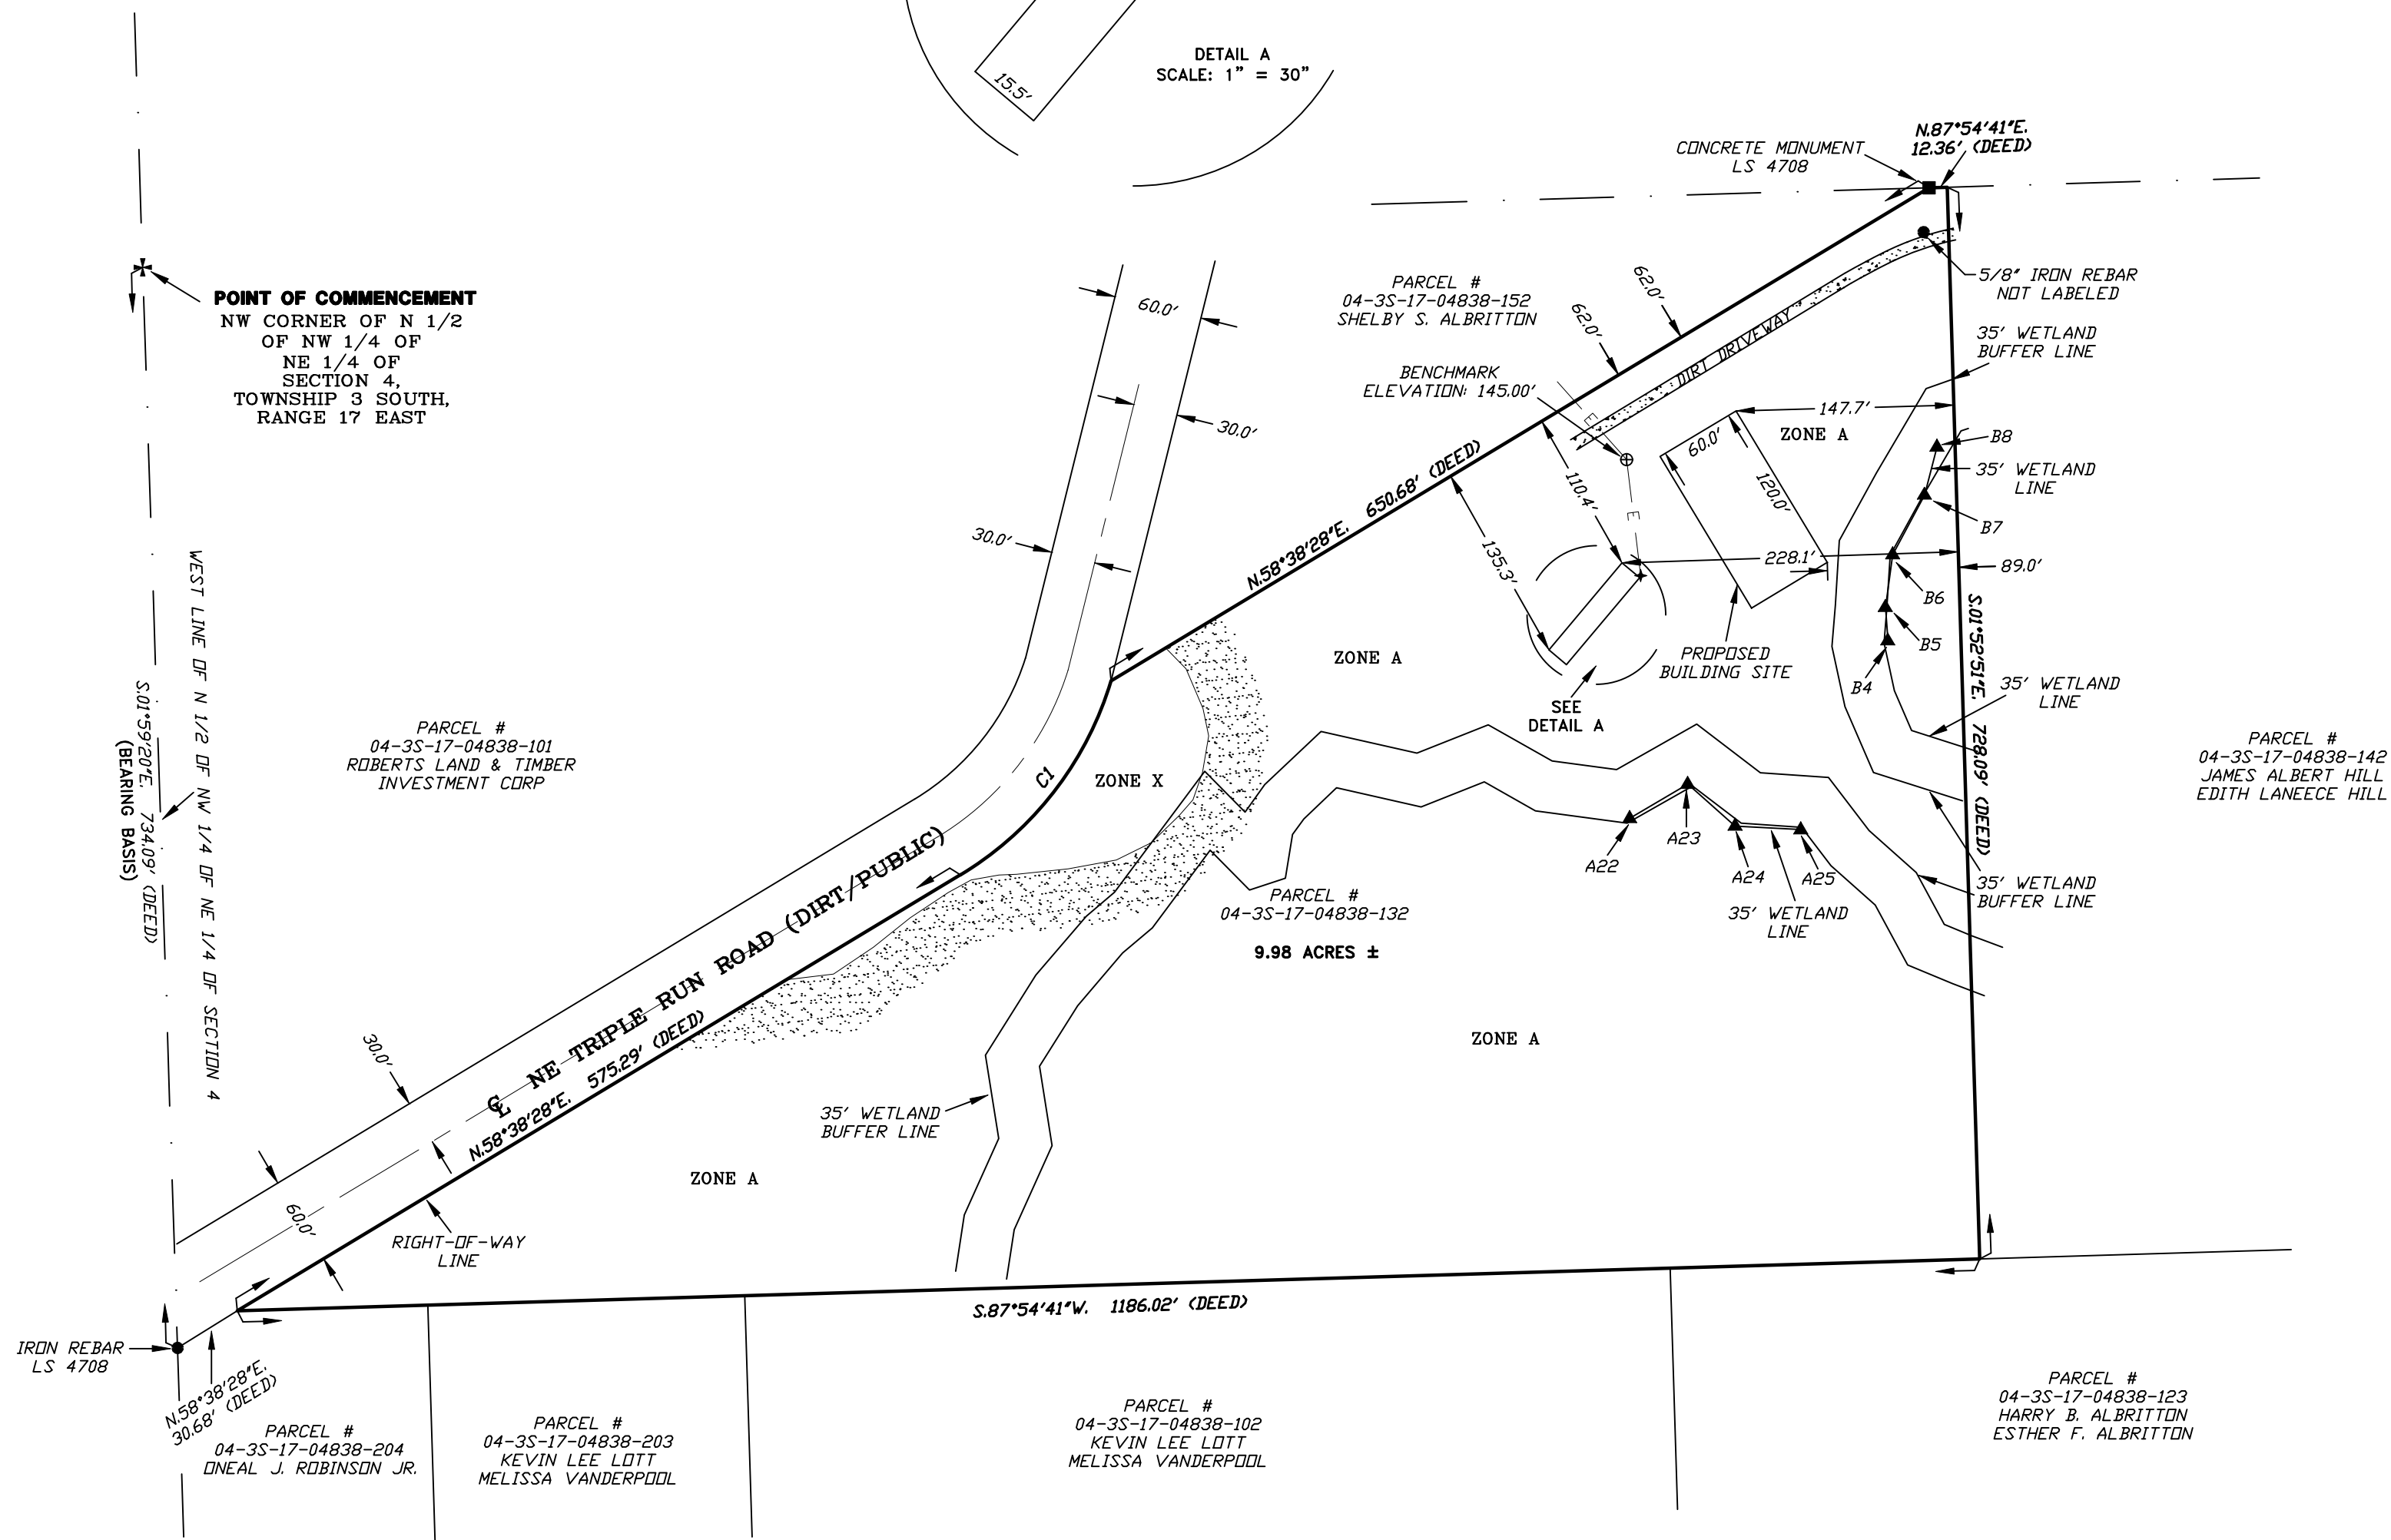 DETAIL A
SCALE: 1” = 30”
15.5'
N.87°54'41"E.
12.36' (DEED)
CONCRETE MONUMENT
LS 4708
5/8" IRON REBAR
NOT LABELED
POINT OF COMMENCEMENT
NW CORNER OF N 1/2
OF NW 1/4 OF
NE 1/4 OF
SECTION 4,
TOWNSHIP 3 SOUTH,
RANGE 17 EAST
60.0'
30.0'
30.0'
PARCEL #
04-3S-17-04838-152
SHELBY S. ALBRITTON
62.0'
62.0'
DIRT DRIVEWAY
BENCHMARK
ELEVATION: 145.00'
E
E
35' WETLAND
BUFFER LINE
147.7'
ZONE A
60.0'
120.0'
B8
35' WETLAND
LINE
B7
N.58°38'28"E. 650.68' (DEED)
110.4'
135.3'
228.1'
89.0'
B6
B5
B4
PROPOSED
BUILDING SITE
SEE
DETAIL A
ZONE A
S.01°52'51"E. 728.09' (DEED)
35' WETLAND
LINE
PARCEL #
04-3S-17-04838-142
JAMES ALBERT HILL
EDITH LANEECE HILL
WEST LINE OF N 1/2 OF NW 1/4 OF NE 1/4 OF SECTION 4
S.01°59'20"E. 734.09' (DEED)
(BEARING BASIS)
PARCEL #
04-3S-17-04838-101
ROBERTS LAND & TIMBER
INVESTMENT CORP
C1
ZONE X
A22
A23
A24
A25
35' WETLAND
LINE
35' WETLAND
BUFFER LINE
PARCEL #
04-3S-17-04838-132
9.98 ACRES ±
ZONE A
℄ NE TRIPLE RUN ROAD (DIRT/PUBLIC)
N.58°38'28"E. 575.29' (DEED)
30.0'
60.0'
35' WETLAND
BUFFER LINE
ZONE A
RIGHT-OF-WAY
LINE
S.87°54'41"W. 1186.02' (DEED)
IRON REBAR
LS 4708
N.58°38'28"E.
30.68' (DEED)
PARCEL #
04-3S-17-04838-204
ONEAL J. ROBINSON JR.
PARCEL #
04-3S-17-04838-203
KEVIN LEE LOTT
MELISSA VANDERPOOL
PARCEL #
04-3S-17-04838-102
KEVIN LEE LOTT
MELISSA VANDERPOOL
PARCEL #
04-3S-17-04838-123
HARRY B. ALBRITTON
ESTHER F. ALBRITTON